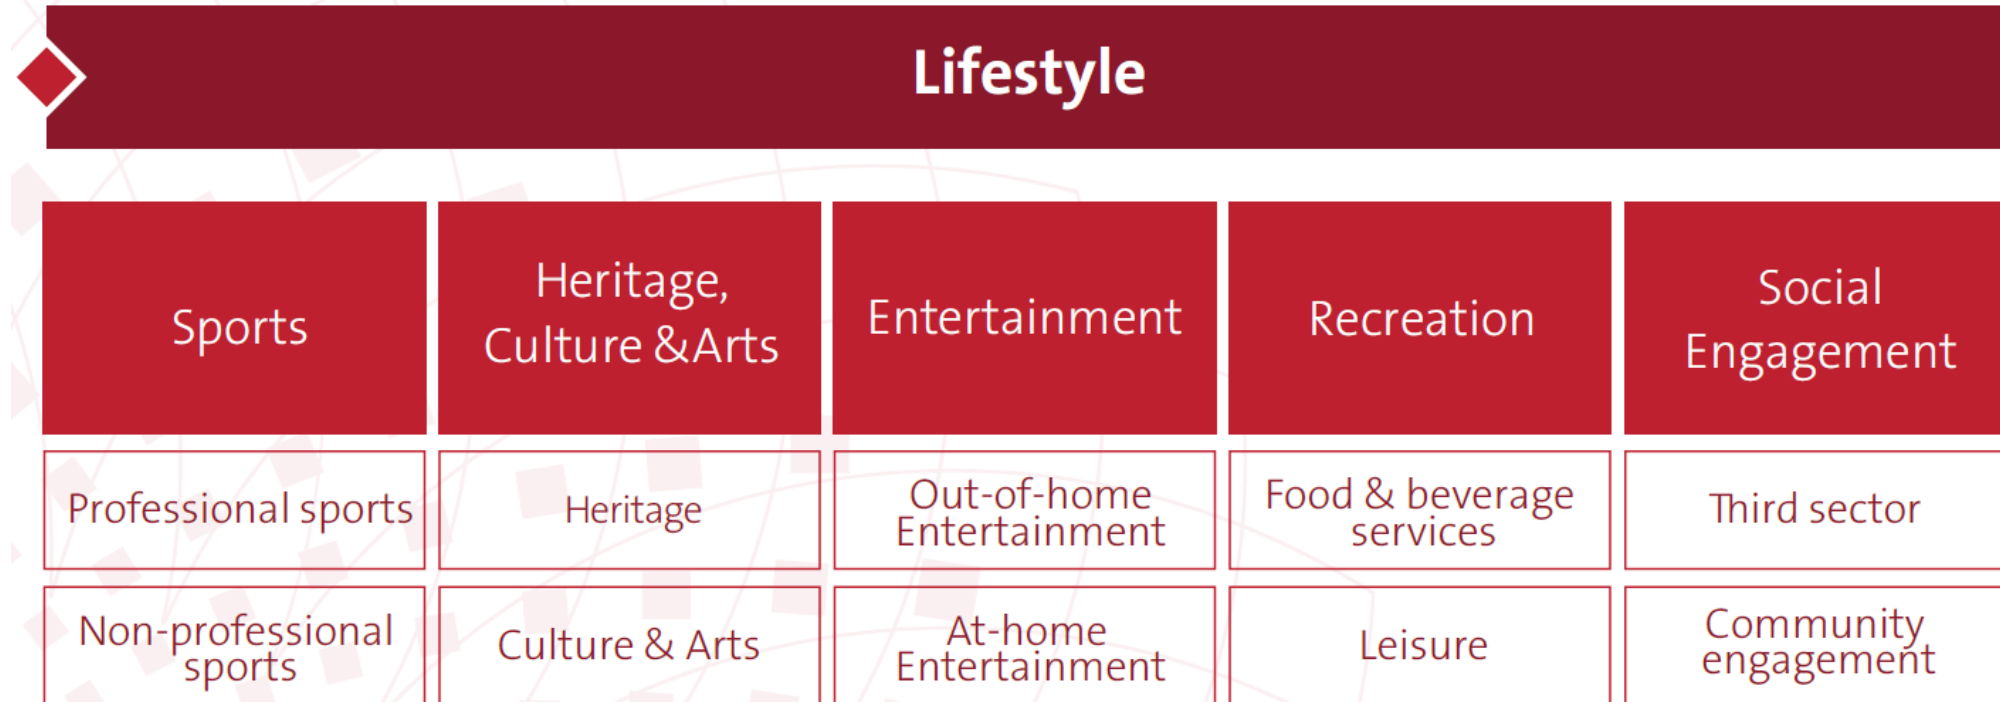 Lifestyle
Sports
Heritage,
Culture &Arts
Entertainment
Recreation
Social
Engagement
Professional sports
Heritage
Out-of-home
Entertainment
Food & beverage
services
Third sector
Non-professional
sports
Culture & Arts
At-home
Entertainment
Leisure
Community
engagement